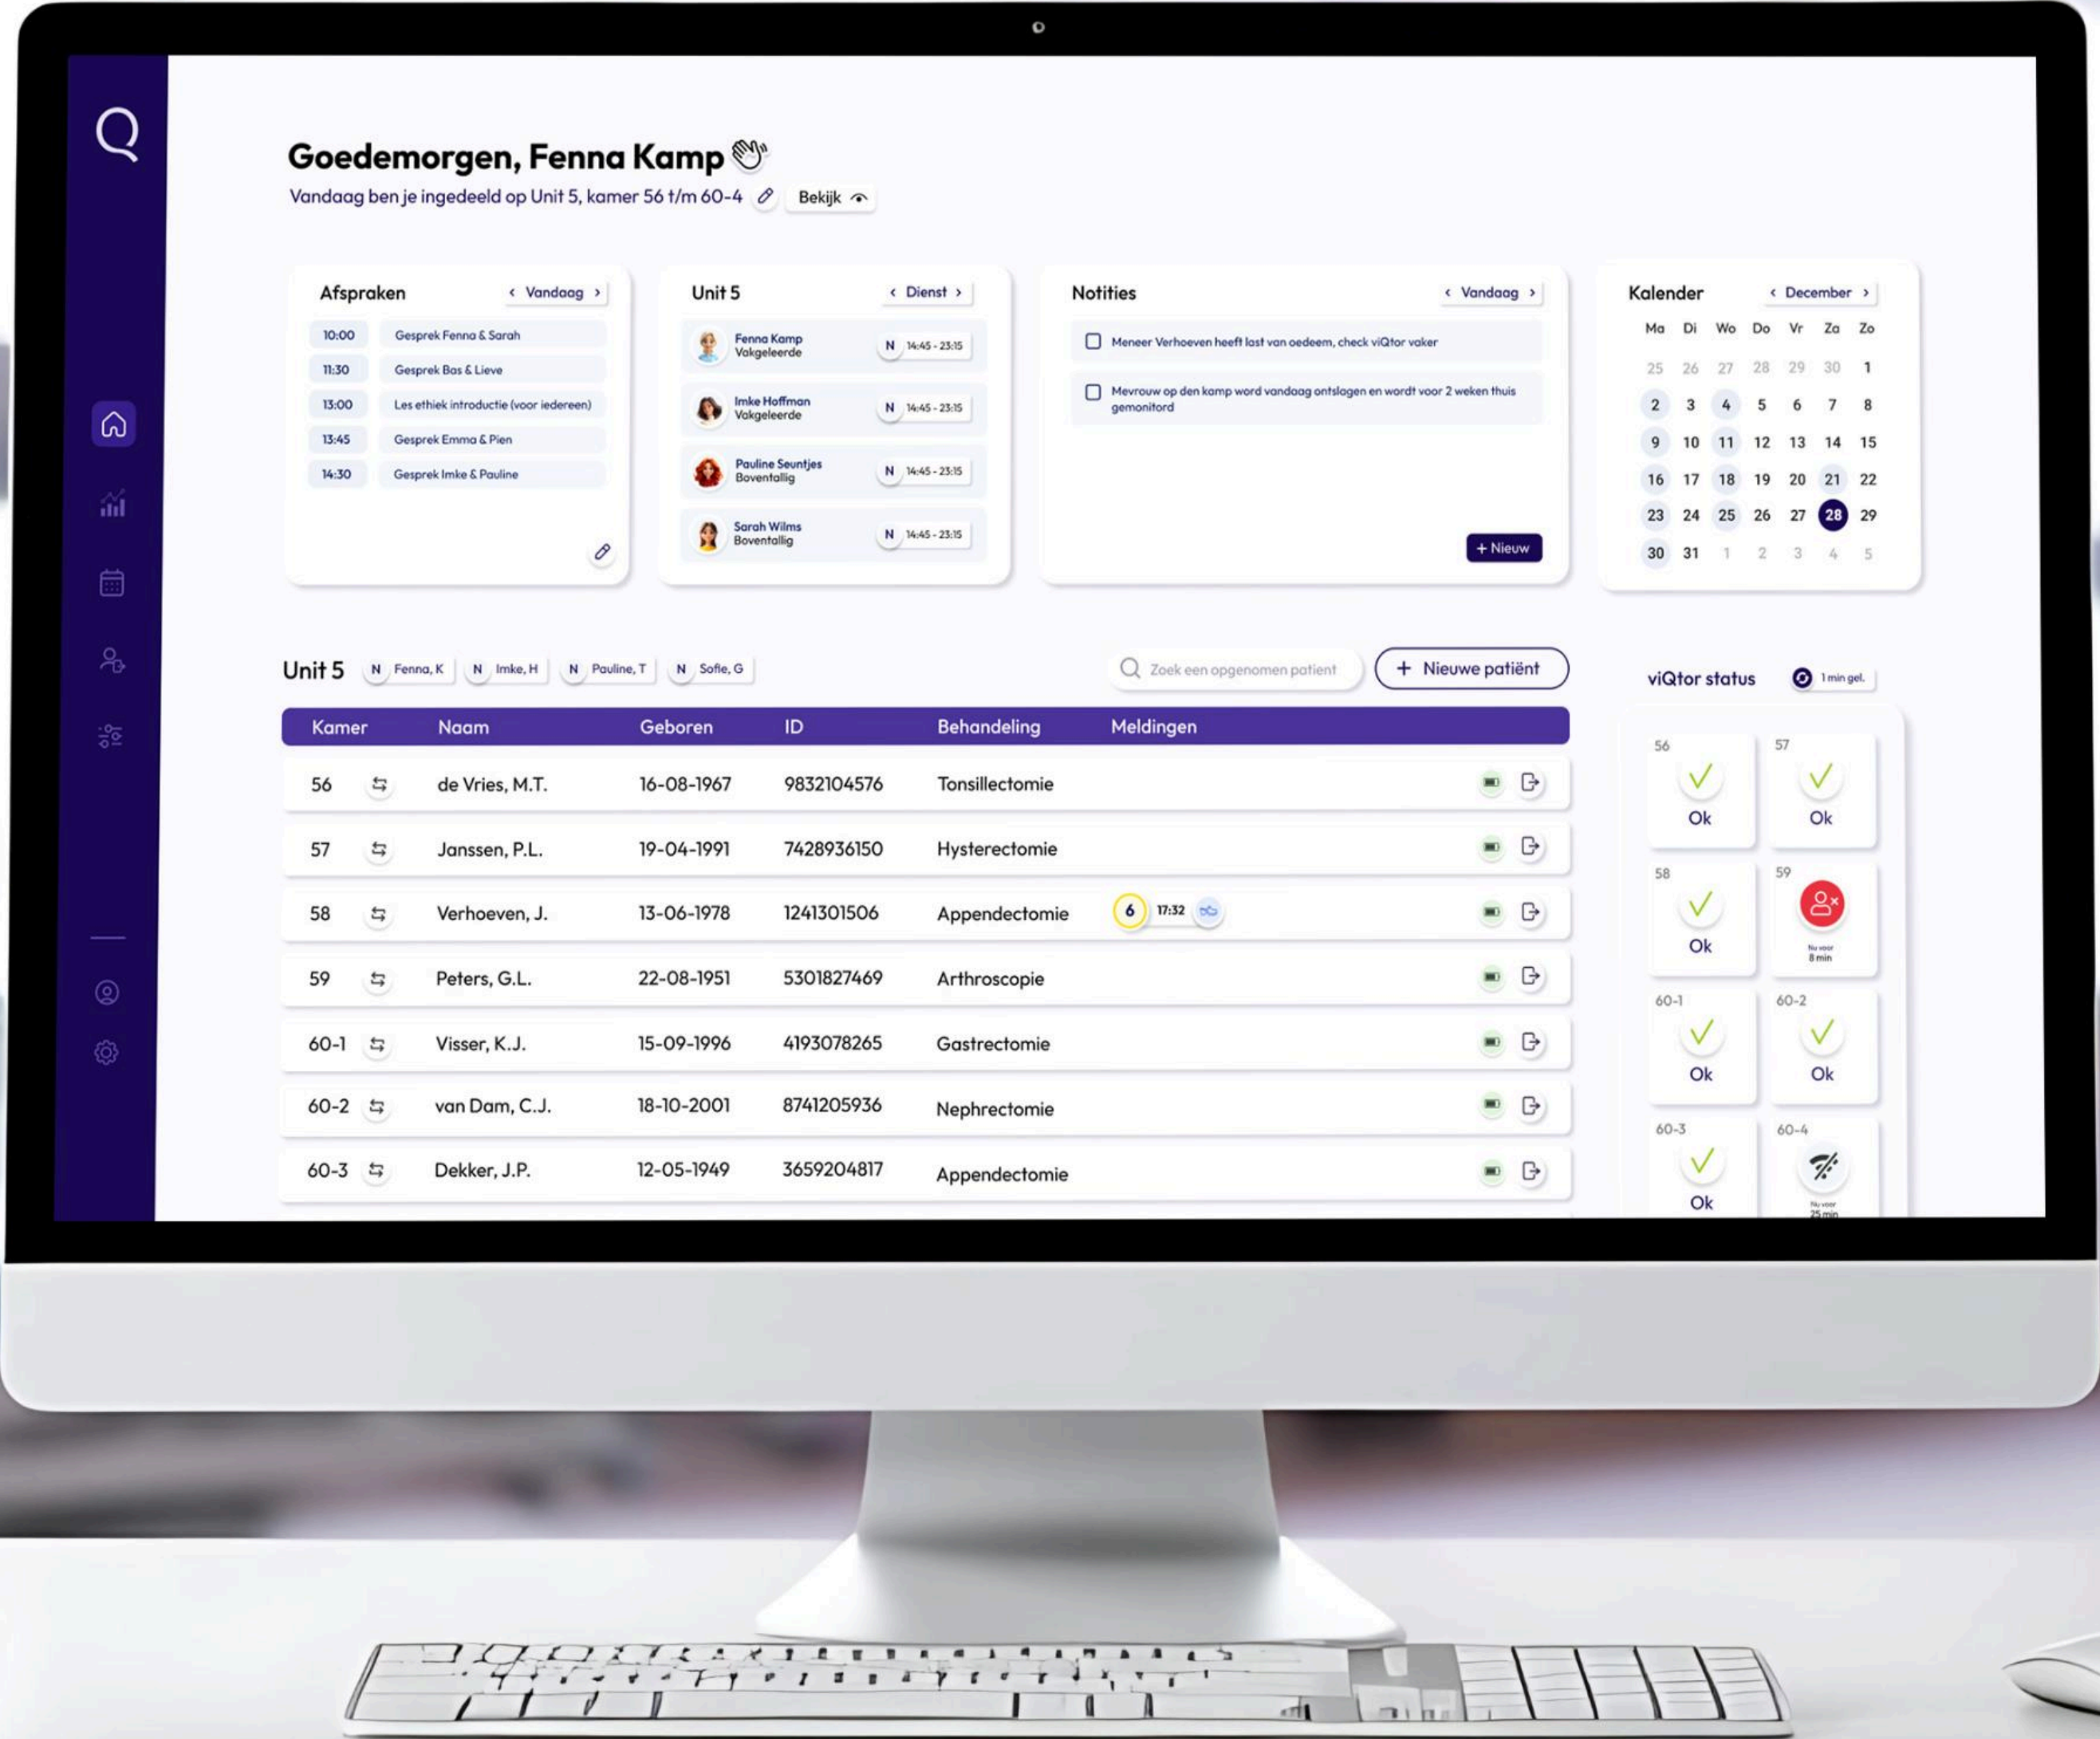 Q
Goedemorgen, Fenna Kamp
Vandaag ben je ingedeeld op Unit 5, kamer 56 t/m 60-4
Bekijk
Afspraken
< Vandaag >
10:00 Gesprek Fenna & Sarah
11:30 Gesprek Bas & Lieve
13:00 Les ethiek introductie (voor iedereen)
13:45 Gesprek Emma & Pien
14:30 Gesprek Imke & Pauline
Unit 5
< Dienst >
Fenna Kamp
Vakgeleerde
N 14:45 - 23:15
Imke Hoffman
Vakgeleerde
N 14:45 - 23:15
Pauline Seuntjes
Boventallig
N 14:45 - 23:15
Sarah Wilms
Boventallig
N 14:45 - 23:15
Notities
< Vandaag >
Meneer Verhoeven heeft last van oedeem, check viQtor vaker
Mevrouw op den kamp word vandaag ontslagen en wordt voor 2 weken thuis
gemonitord
+ Nieuw
Kalender
< December >
Ma Di Wo Do Vr Za Zo
25 26 27 28 29 30 1
2 3 4 5 6 7 8
9 10 11 12 13 14 15
16 17 18 19 20 21 22
23 24 25 26 27 28 29
30 31 1 2 3 4 5
Unit 5
N Fenna, K
N Imke, H
N Pauline, T
N Sofie, G
Zoek een opgenomen patient
+ Nieuwe patiënt
Kamer Naam Geboren ID Behandeling Meldingen
56 de Vries, M.T. 16-08-1967 9832104576 Tonsillectomie
57 Janssen, P.L. 19-04-1991 7428936150 Hysterectomie
58 Verhoeven, J. 13-06-1978 1241301506 Appendectomie 6 17:32
59 Peters, G.L. 22-08-1951 5301827469 Arthroscopie
60-1 Visser, K.J. 15-09-1996 4193078265 Gastrectomie
60-2 van Dam, C.J. 18-10-2001 8741205936 Nephrectomie
60-3 Dekker, J.P. 12-05-1949 3659204817 Appendectomie
viQtor status
1 min gel.
56
Ok
57
Ok
58
Ok
59
Nu voor
8 min
60-1
Ok
60-2
Ok
60-3
Ok
60-4
Nu voor
25 min